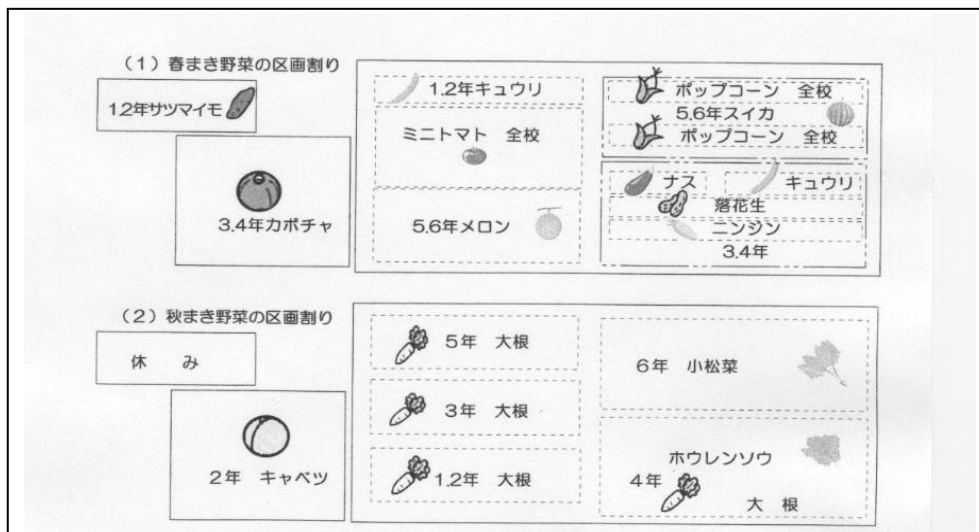 (1) 春まき野菜の区画割り
1.2年サツマイモ
3.4年カボチャ
1.2年キュウリ
ミニトマト 全校
5.6年メロン
ポップコーン 全校
5.6年スイカ
ポップコーン 全校
ナス
キュウリ
落花生
ニンジン
3.4年
(2) 秋まき野菜の区画割り
休 み
2年 キャベツ
5年 大根
3年 大根
1.2年 大根
6年 小松菜
ホウレンソウ
4年
大 根